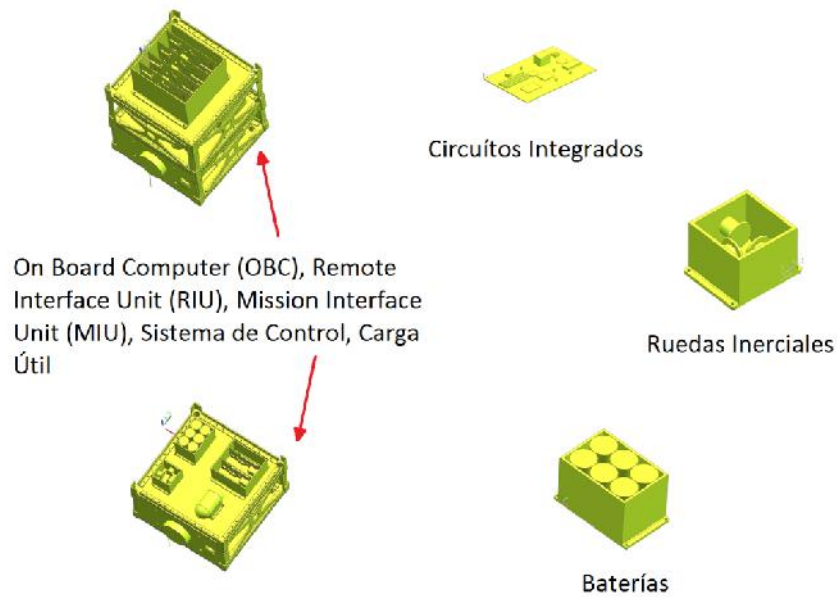 Circuítos Integrados
On Board Computer (OBC), Remote
Interface Unit (RIU), Mission Interface
Unit (MIU), Sistema de Control, Carga
Útil
Ruedas Inerciales
Baterías